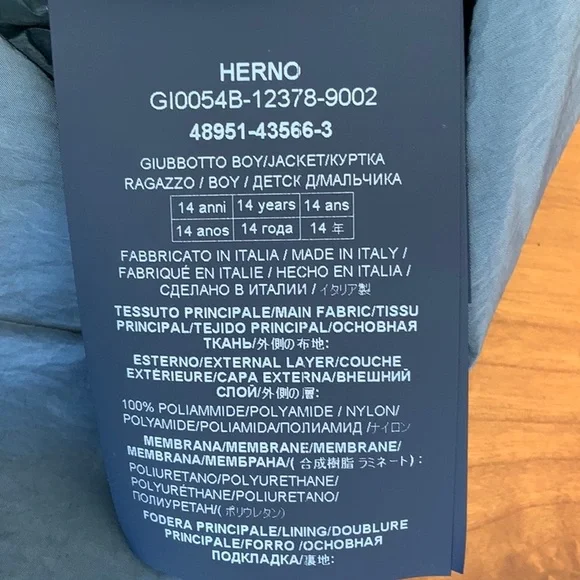 HERNO
GI0054B-12378-9002
48951-43566-3
GIUBBOTTO BOY/JACKET/КУРТКА
RAGAZZO / BOY / ДЕТСК Д/МАЛЬЧИКА
14 anni 14 years 14 ans
14 anos 14 года 14 年
FABBRICATO IN ITALIA / MADE IN ITALY /
FABRIQUÉ EN ITALIE / HECHO EN ITALIA /
СДЕЛАНО В ИТАЛИИ / イタリア製
TESSUTO PRINCIPALE/MAIN FABRIC/TISSU
PRINCIPAL/TEJIDO PRINCIPAL/ОСНОВНАЯ
ТКАНЬ/外側の布地:
ESTERNO/EXTERNAL LAYER/COUCHE
EXTÉRIEURE/CAPA EXTERNA/ВНЕШНИЙ
СЛОЙ/外側の層:
100% POLIAMMIDE/POLYAMIDE / NYLON/
POLYAMIDE/POLIAMIDA/ПОЛИАМИД /ナイロン
MEMBRANA/MEMBRANE/MEMBRANE/
MEMBRANA/МЕМБРАНА/( 合成樹脂 ラミネート) :
POLIURETANO/POLYURETHANE/
POLYURÉTHANE/POLIURETANO/
ПОЛИУРЕТАН/ ( ポリウレタン)
FODERA PRINCIPALE/LINING/DOUBLURE
PRINCIPALE/FORRO /ОСНОВНАЯ
ПОДКЛАДКА/裏地: